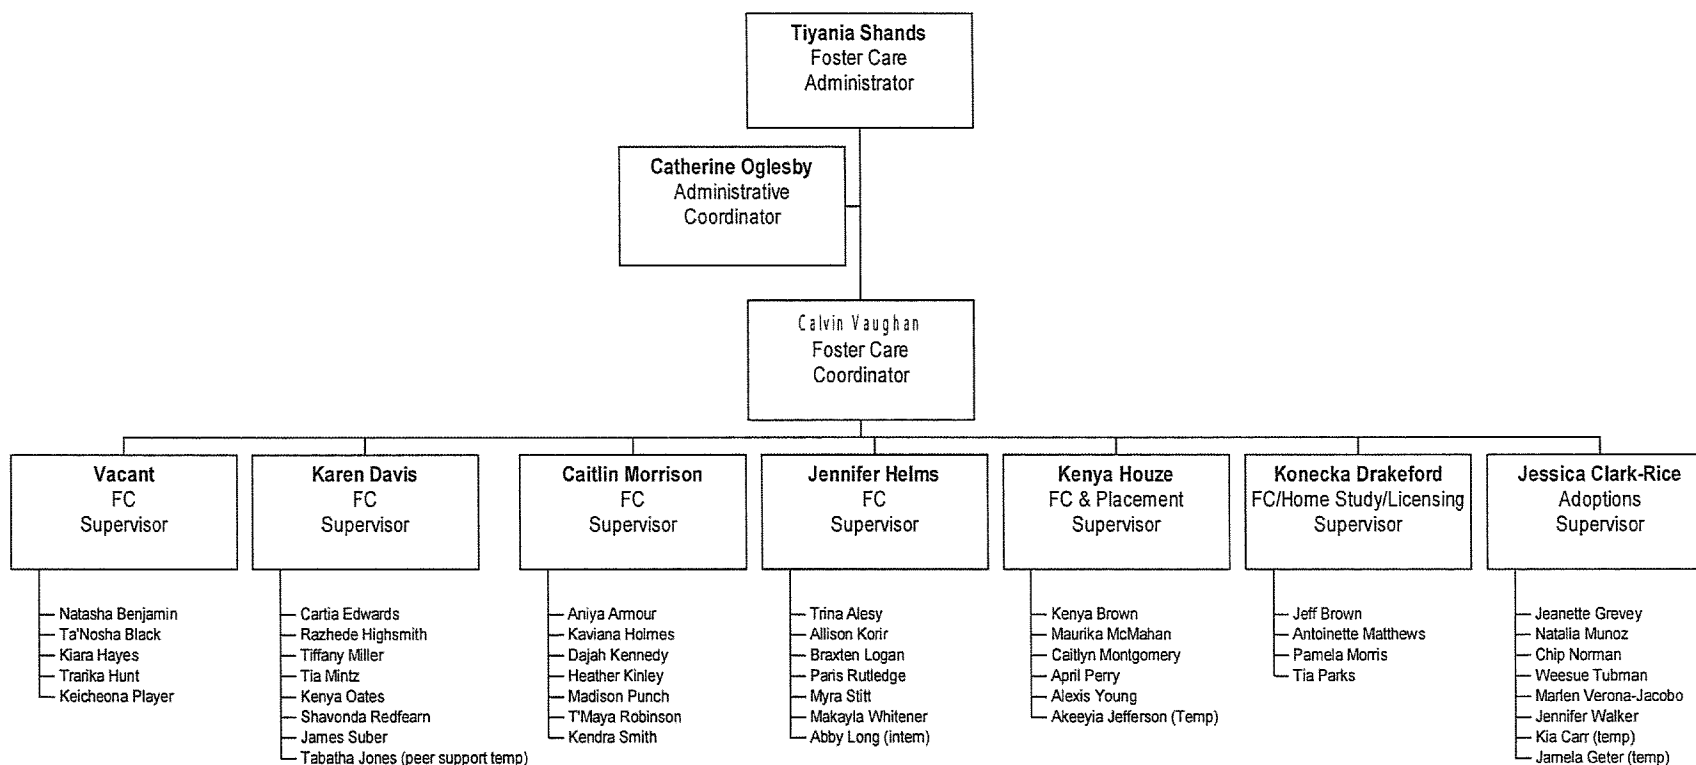 Tiyania Shands
Foster Care
Administrator
Catherine Oglesby
Administrative
Coordinator
Calvin Vaughan
Foster Care
Coordinator
Vacant
FC
Supervisor
Natasha Benjamin
Ta'Nosha Black
Kiara Hayes
Trarika Hunt
Keicheona Player
Karen Davis
FC
Supervisor
Cartia Edwards
Razhede Highsmith
Tiffany Miller
Tia Mintz
Kenya Oates
Shavonda Redfearn
James Suber
Tabatha Jones (peer support temp)
Caitlin Morrison
FC
Supervisor
Aniya Armour
Kaviana Holmes
Dajah Kennedy
Heather Kinley
Madison Punch
T'Maya Robinson
Kendra Smith
Jennifer Helms
FC
Supervisor
Trina Alesy
Allison Korir
Braxten Logan
Paris Rutledge
Myra Stitt
Makayla Whitener
Abby Long (intern)
Kenya Houze
FC & Placement
Supervisor
Kenya Brown
Maurika McMahan
Caitlyn Montgomery
April Perry
Alexis Young
Akeeyia Jefferson (Temp)
Konecka Drakeford
FC/Home Study/Licensing
Supervisor
Jeff Brown
Antoinette Matthews
Pamela Morris
Tia Parks
Jessica Clark-Rice
Adoptions
Supervisor
Jeanette Grevey
Natalia Munoz
Chip Norman
Weesue Tubman
Marlen Verona-Jacobo
Jennifer Walker
Kia Carr (temp)
Jamela Geter (temp)